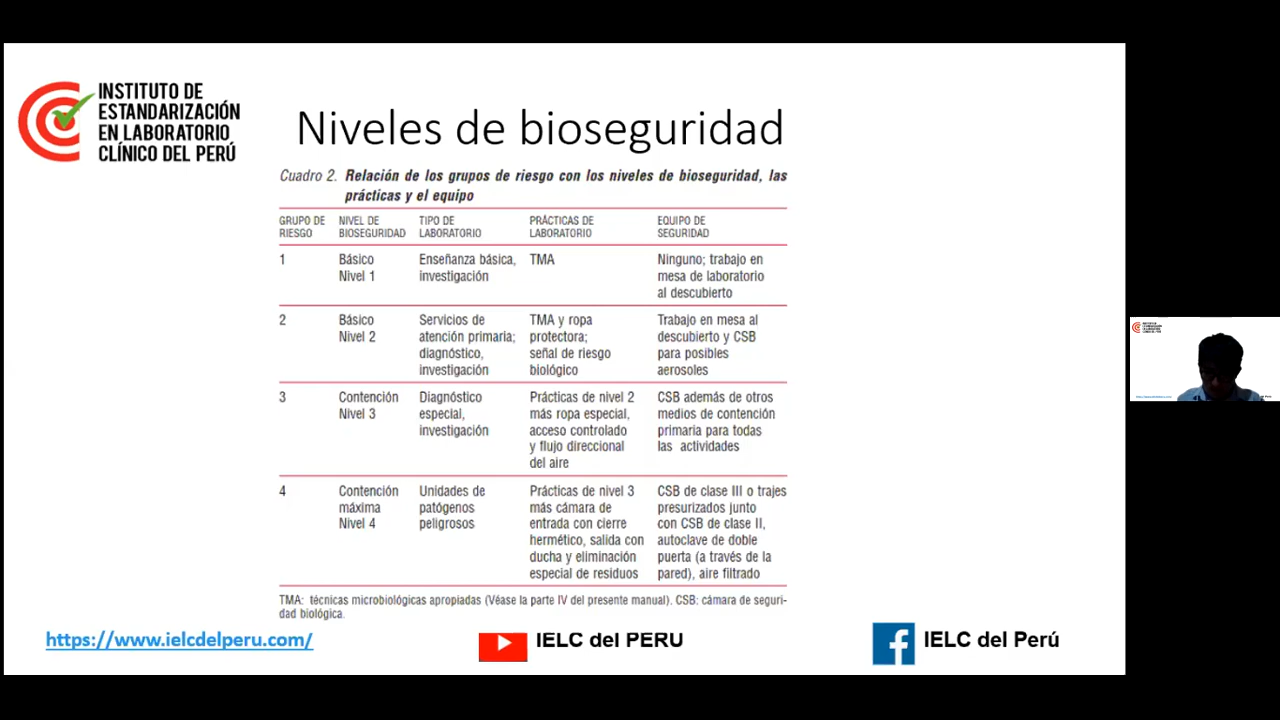 INSTITUTO DE
ESTANDARIZACIÓN
EN LABORATORIO
CLÍNICO DEL PERÚ
Niveles de bioseguridad
Cuadro 2. Relación de los grupos de riesgo con los niveles de bioseguridad, las
prácticas y el equipo
GRUPO DE RIESGO
NIVEL DE BIOSEGURIDAD
TIPO DE LABORATORIO
PRÁCTICAS DE LABORATORIO
EQUIPO DE SEGURIDAD
1
Básico
Nivel 1
Enseñanza básica,
investigación
TMA
Ninguno; trabajo en
mesa de laboratorio
al descubierto
2
Básico
Nivel 2
Servicios de
atención primaria;
diagnóstico,
investigación
TMA y ropa
protectora;
señal de riesgo
biológico
Trabajo en mesa al
descubierto y CSB
para posibles
aerosoles
3
Contención
Nivel 3
Diagnóstico
especial,
investigación
Prácticas de nivel 2
más ropa especial,
acceso controlado
y flujo direccional
del aire
CSB además de otros
medios de contención
primaria para todas
las actividades
4
Contención
máxima
Nivel 4
Unidades de
patógenos
peligrosos
Prácticas de nivel 3
más cámara de
entrada con cierre
hermético, salida con
ducha y eliminación
especial de residuos
CSB de clase III o trajes
presurizados junto
con CSB de clase II,
autoclave de doble
puerta (a través de la
pared), aire filtrado
TMA: técnicas microbiológicas apropiadas (Véase la parte IV del presente manual). CSB: cámara de seguri-
dad biológica.
https://www.ielcdelperu.com/
IELC del PERU
IELC del Perú